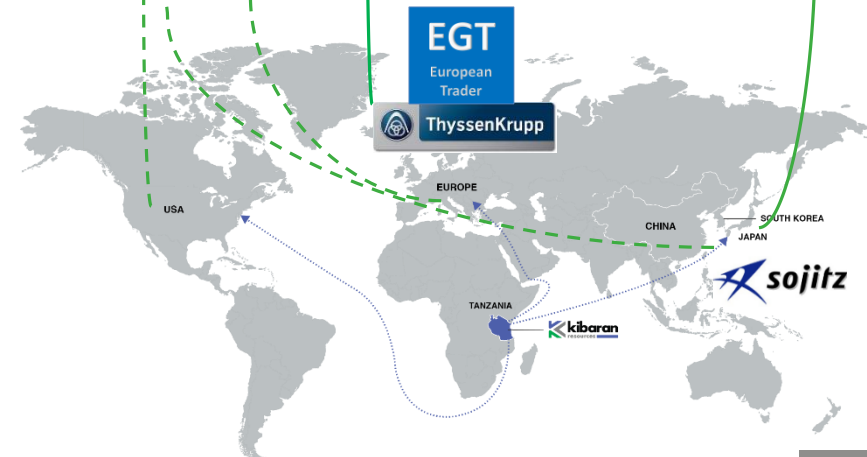 EGT
European
Trader
ThyssenKrupp
EUROPE
USA
CHINA
SOUTH KOREA
JAPAN
sojitz
TANZANIA
kibaran
RESOURCES